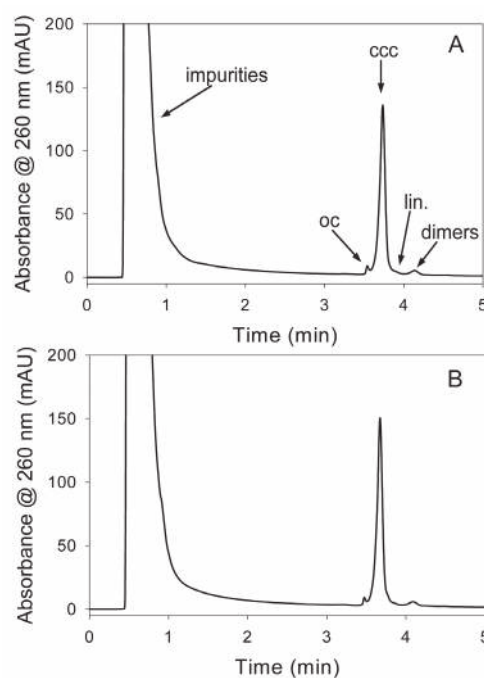 Absorbance @ 260 nm (mAU)
200
150
100
50
0
A
impurities
ccc
oc
lin.
dimers
0 1 2 3 4 5
Time (min)
Absorbance @ 260 nm (mAU)
200
150
100
50
0
B
0 1 2 3 4 5
Time (min)